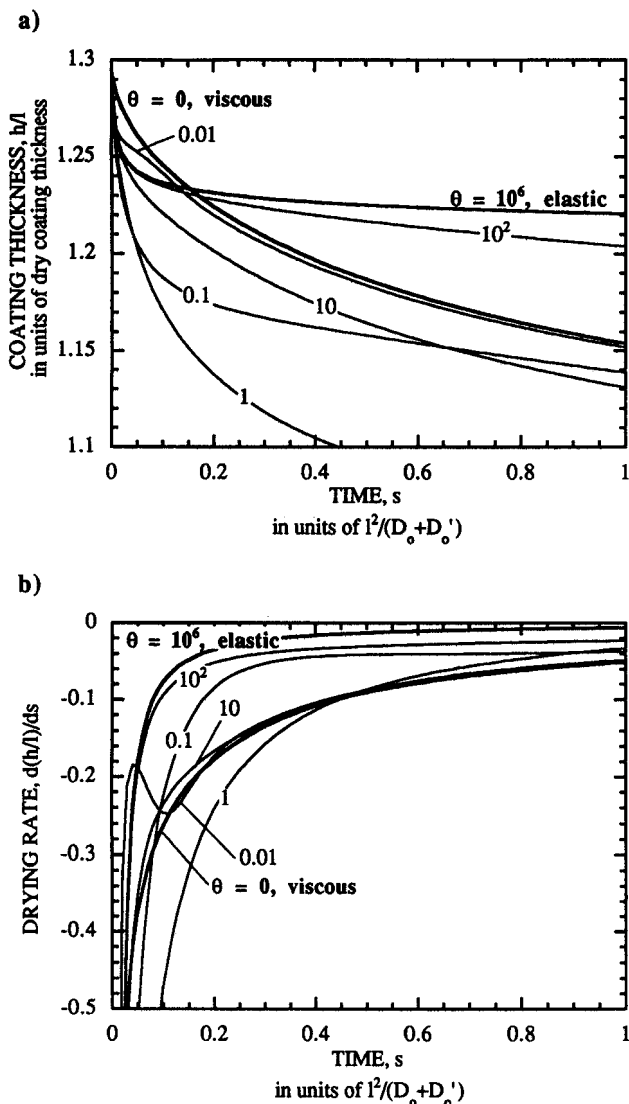 a)
COATING THICKNESS, h/l
in units of dry coating thickness
1.3
1.25
1.2
1.15
1.1
θ = 0, viscous
0.01
θ = 10⁶, elastic
10²
0.1
10
1
0
0.2
0.4
0.6
0.8
1
TIME, s
in units of l²/(Dₒ+Dₒ')
b)
DRYING RATE, d(h/l)/ds
0
-0.1
-0.2
-0.3
-0.4
-0.5
θ = 10⁶, elastic
10²
0.1
10
1
0.01
θ = 0, viscous
0
0.2
0.4
0.6
0.8
1
TIME, s
in units of l²/(Dₒ+Dₒ')